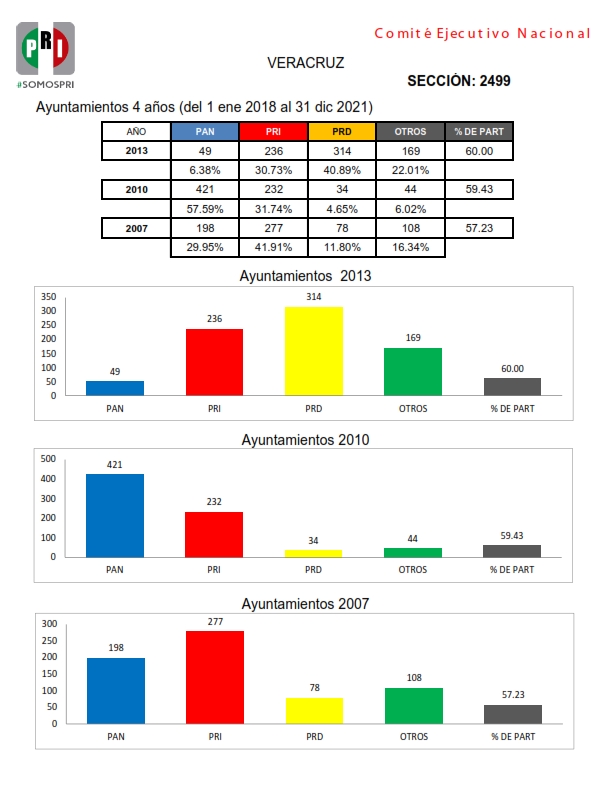 Comité Ejecutivo Nacional
PRI
#SOMOSPRI
VERACRUZ
SECCIÓN: 2499
Ayuntamientos 4 años (del 1 ene 2018 al 31 dic 2021)
AÑO PAN PRI PRD OTROS % DE PART
2013 49 236 314 169 60.00
6.38% 30.73% 40.89% 22.01%
2010 421 232 34 44 59.43
57.59% 31.74% 4.65% 6.02%
2007 198 277 78 108 57.23
29.95% 41.91% 11.80% 16.34%
Ayuntamientos 2013
350
300
250
200
150
100
50
0
49 236 314 169 60.00
PAN PRI PRD OTROS % DE PART
Ayuntamientos 2010
500
400
300
200
100
0
421 232 34 44 59.43
PAN PRI PRD OTROS % DE PART
Ayuntamientos 2007
300
250
200
150
100
50
0
198 277 78 108 57.23
PAN PRI PRD OTROS % DE PART